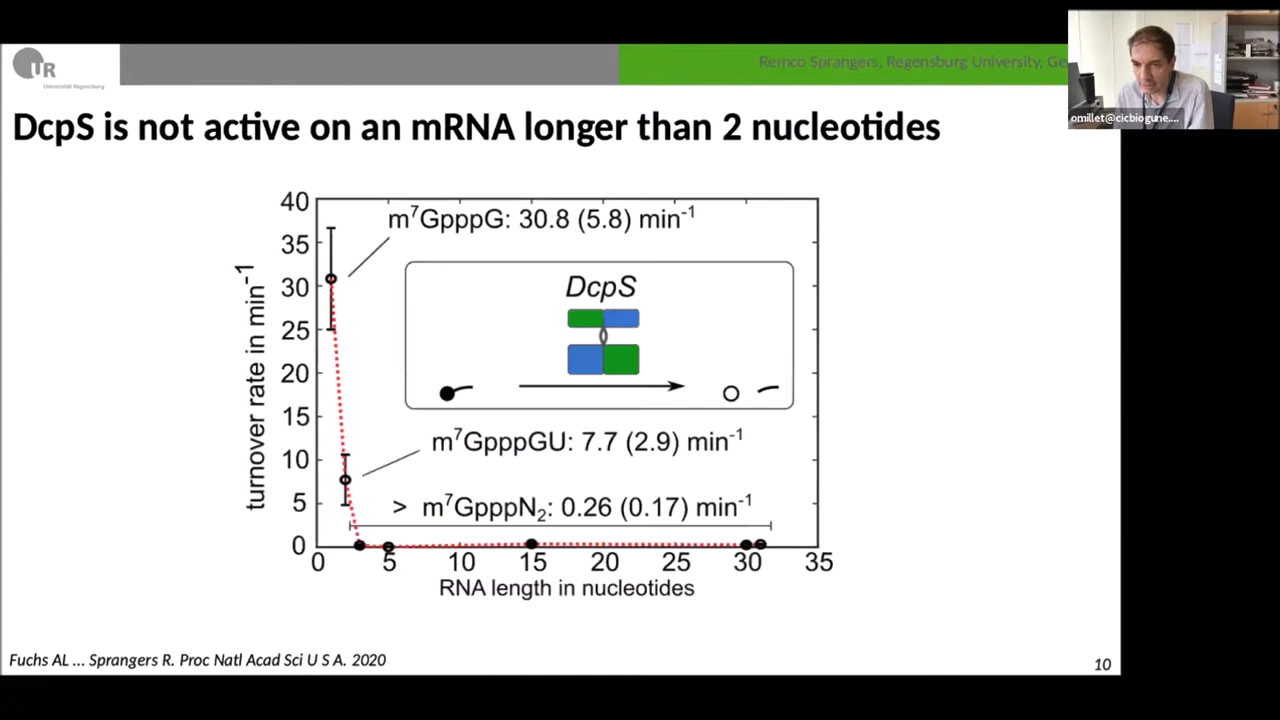 UR
Universität Regensburg
Remco Sprangers, Regensburg University, Ge
omillet@cicbiogune....
DcpS is not active on an mRNA longer than 2 nucleotides
40
35
30
25
20
15
10
5
0
turnover rate in min⁻¹
m⁷GpppG: 30.8 (5.8) min⁻¹
DcpS
m⁷GpppGU: 7.7 (2.9) min⁻¹
> m⁷GpppN₂: 0.26 (0.17) min⁻¹
0 5 10 15 20 25 30 35
RNA length in nucleotides
Fuchs AL ... Sprangers R. Proc Natl Acad Sci U S A. 2020
10